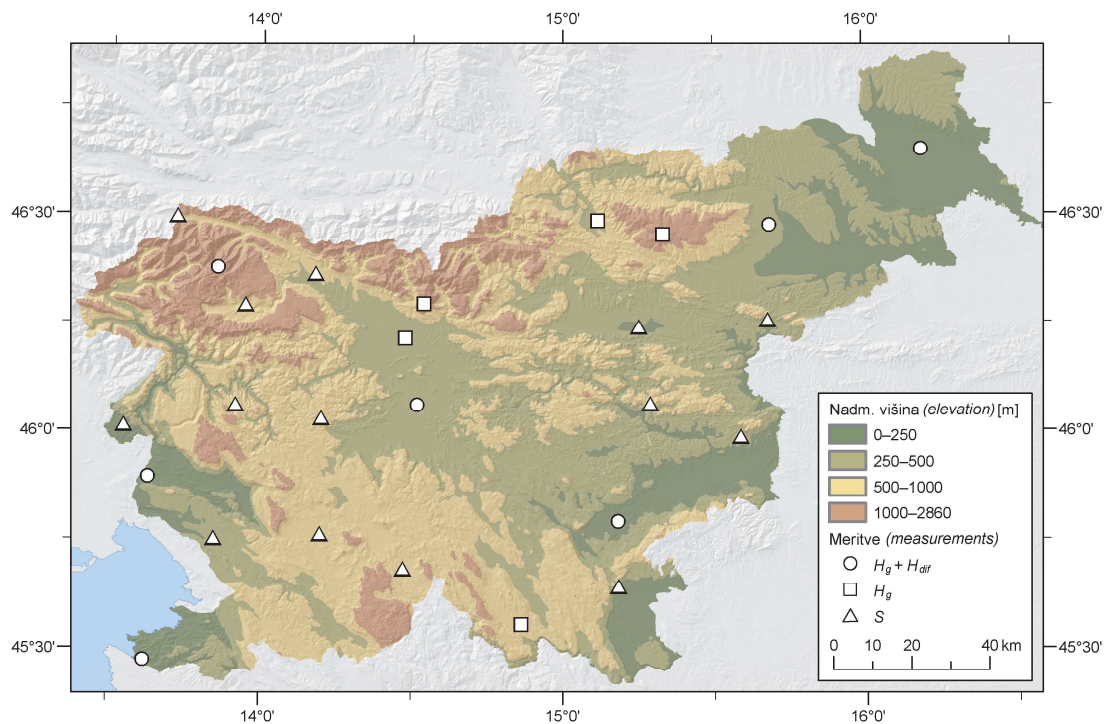 14°0'
15°0'
16°0'
46°30'
46°30'
46°0'
46°0'
45°30'
45°30'
Nadm. višina (elevation) [m]
0–250
250–500
500–1000
1000–2860
Meritve (measurements)
Hg + Hdif
Hg
S
0 10 20 40 km
14°0'
15°0'
16°0'